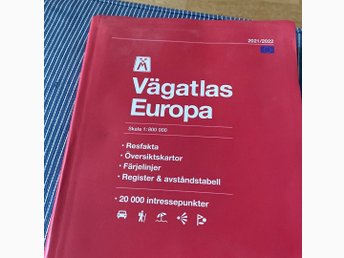 2021/2022
M
Vägatlas
Europa
Skala 1:800 000
• Resfakta
• Översiktskartor
• Färjelinjer
• Register & avståndstabell
• 20 000 intressepunkter